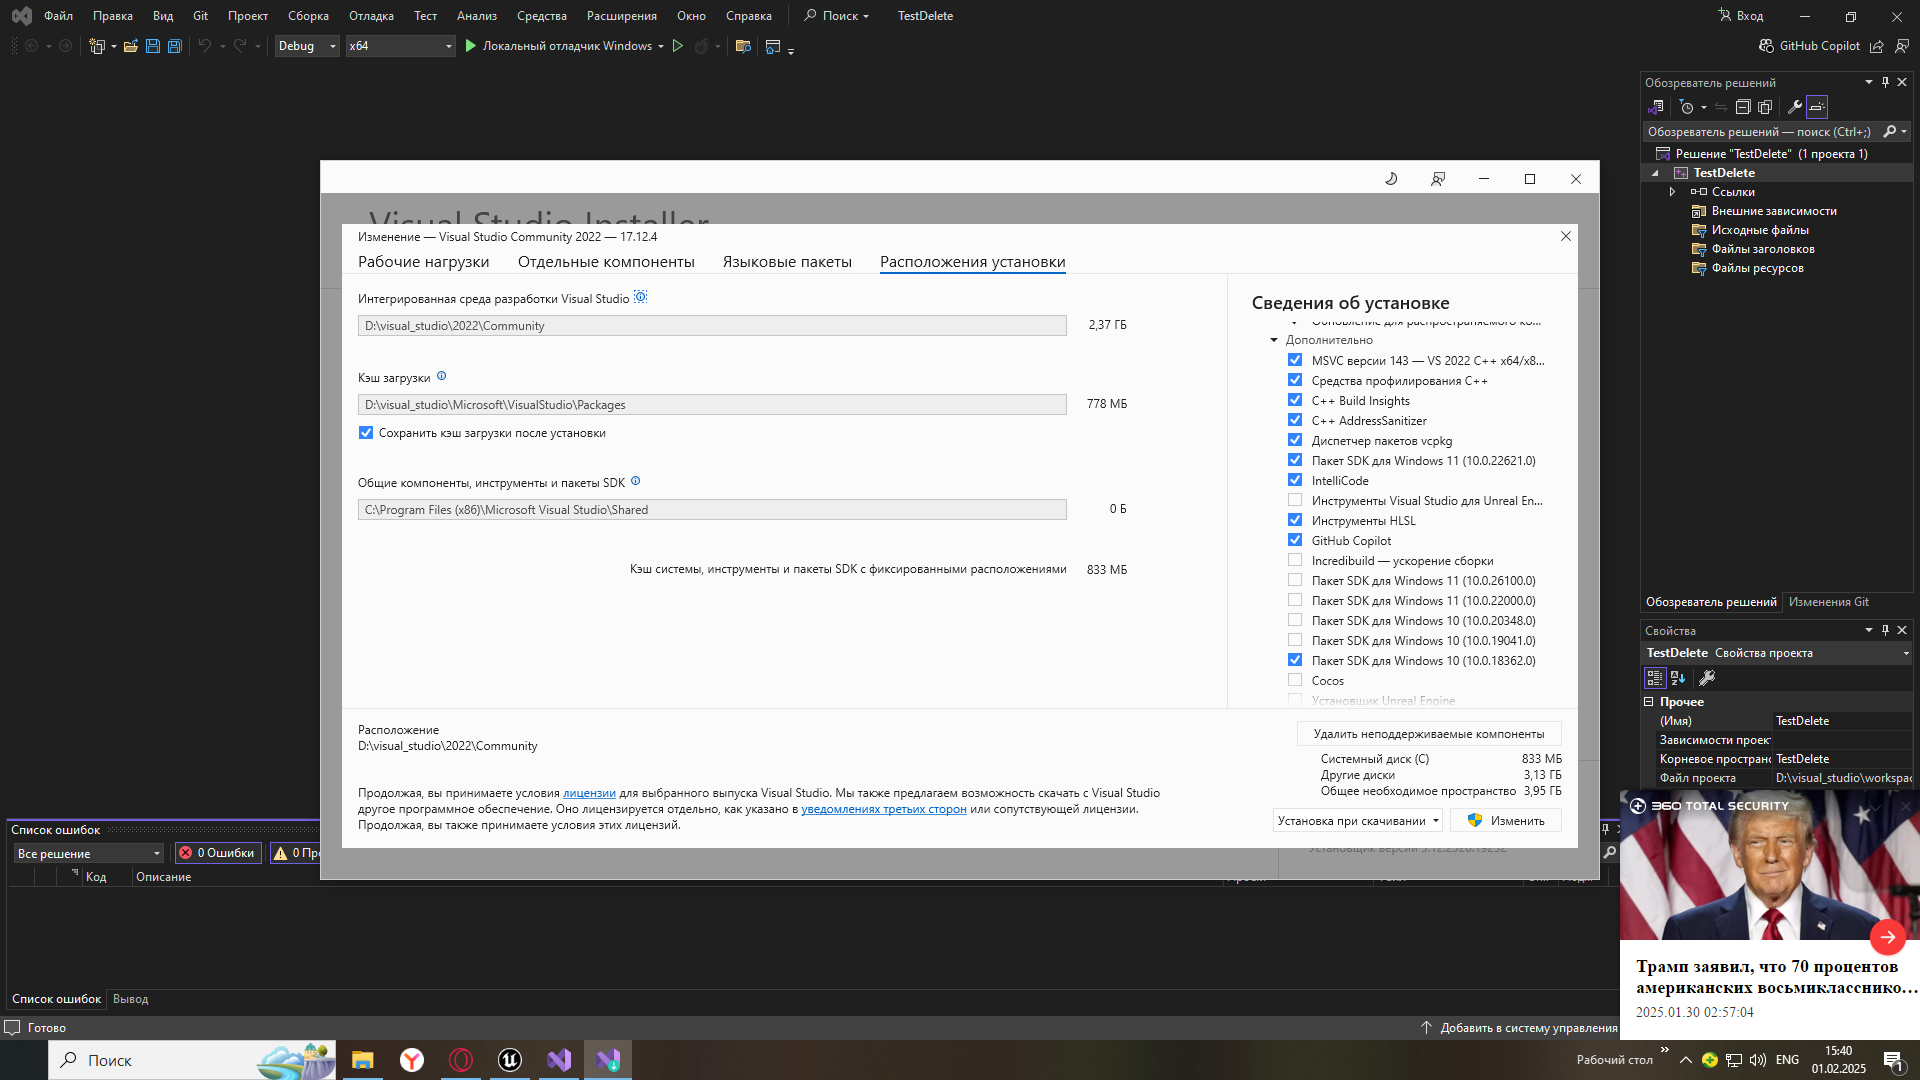 Файл Правка Вид Git Проект Сборка Отладка Тест Анализ Средства Расширения Окно Справка Поиск TestDelete Вход
Debug x64 Локальный отладчик Windows GitHub Copilot
Обозреватель решений
Обозреватель решений — поиск (Ctrl+;)
Решение "TestDelete" (1 проекта 1)
TestDelete
Ссылки
Внешние зависимости
Исходные файлы
Файлы заголовков
Файлы ресурсов
Обозреватель решений Изменения Git
Свойства
TestDelete Свойства проекта
Прочее
(Имя) TestDelete
Зависимости проект
Корневое пространс TestDelete
Файл проекта D:\visual_studio\workspac
Visual Studio Installer
Изменение — Visual Studio Community 2022 — 17.12.4
Рабочие нагрузки Отдельные компоненты Языковые пакеты Расположения установки
Интегрированная среда разработки Visual Studio
D:\visual_studio\2022\Community 2,37 ГБ
Кэш загрузки
D:\visual_studio\Microsoft\VisualStudio\Packages 778 МБ
Сохранить кэш загрузки после установки
Общие компоненты, инструменты и пакеты SDK
C:\Program Files (x86)\Microsoft Visual Studio\Shared 0 Б
Кэш системы, инструменты и пакеты SDK с фиксированными расположениями 833 МБ
Сведения об установке
Обновление для распространяемого ко...
Дополнительно
MSVC версии 143 — VS 2022 C++ x64/x8...
Средства профилирования C++
C++ Build Insights
C++ AddressSanitizer
Диспетчер пакетов vcpkg
Пакет SDK для Windows 11 (10.0.22621.0)
IntelliCode
Инструменты Visual Studio для Unreal En...
Инструменты HLSL
GitHub Copilot
Incredibuild — ускорение сборки
Пакет SDK для Windows 11 (10.0.26100.0)
Пакет SDK для Windows 11 (10.0.22000.0)
Пакет SDK для Windows 10 (10.0.20348.0)
Пакет SDK для Windows 10 (10.0.19041.0)
Пакет SDK для Windows 10 (10.0.18362.0)
Cocos
Установщик Unreal Engine
Расположение
D:\visual_studio\2022\Community
Продолжая, вы принимаете условия лицензии для выбранного выпуска Visual Studio. Мы также предлагаем возможность скачать с Visual Studio
другое программное обеспечение. Оно лицензируется отдельно, как указано в уведомлениях третьих сторон или сопутствующей лицензии.
Продолжая, вы также принимаете условия этих лицензий.
Удалить неподдерживаемые компоненты
Системный диск (C) 833 МБ
Другие диски 3,13 ГБ
Общее необходимое пространство 3,95 ГБ
Установка при скачивании Изменить
Список ошибок
Все решение 0 Ошибки 0 Пр
Код Описание
Список ошибок Вывод
Готово Добавить в систему управления
360 TOTAL SECURITY
Трамп заявил, что 70 процентов
американских восьмикласснико...
2025.01.30 02:57:04
Поиск Рабочий стол ENG 15:40
01.02.2025
1